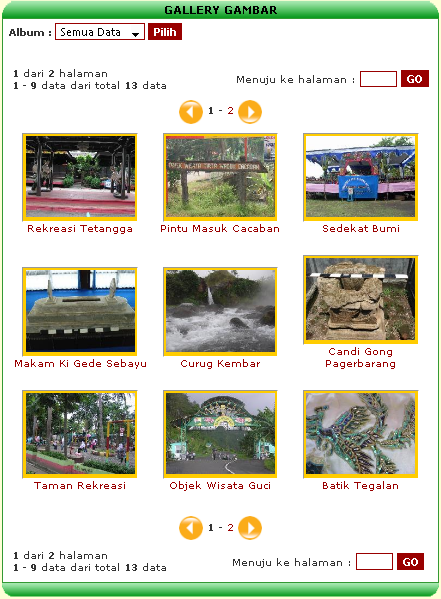 GALLERY GAMBAR
Album : Semua Data Pilih
1 dari 2 halaman
1 - 9 data dari total 13 data
Menuju ke halaman : GO
1 - 2
Rekreasi Tetangga
Pintu Masuk Cacaban
Sedekat Bumi
Makam Ki Gede Sebayu
Curug Kembar
Candi Gong
Pagerbarang
Taman Rekreasi
Objek Wisata Guci
Batik Tegalan
1 - 2
1 dari 2 halaman
1 - 9 data dari total 13 data
Menuju ke halaman : GO